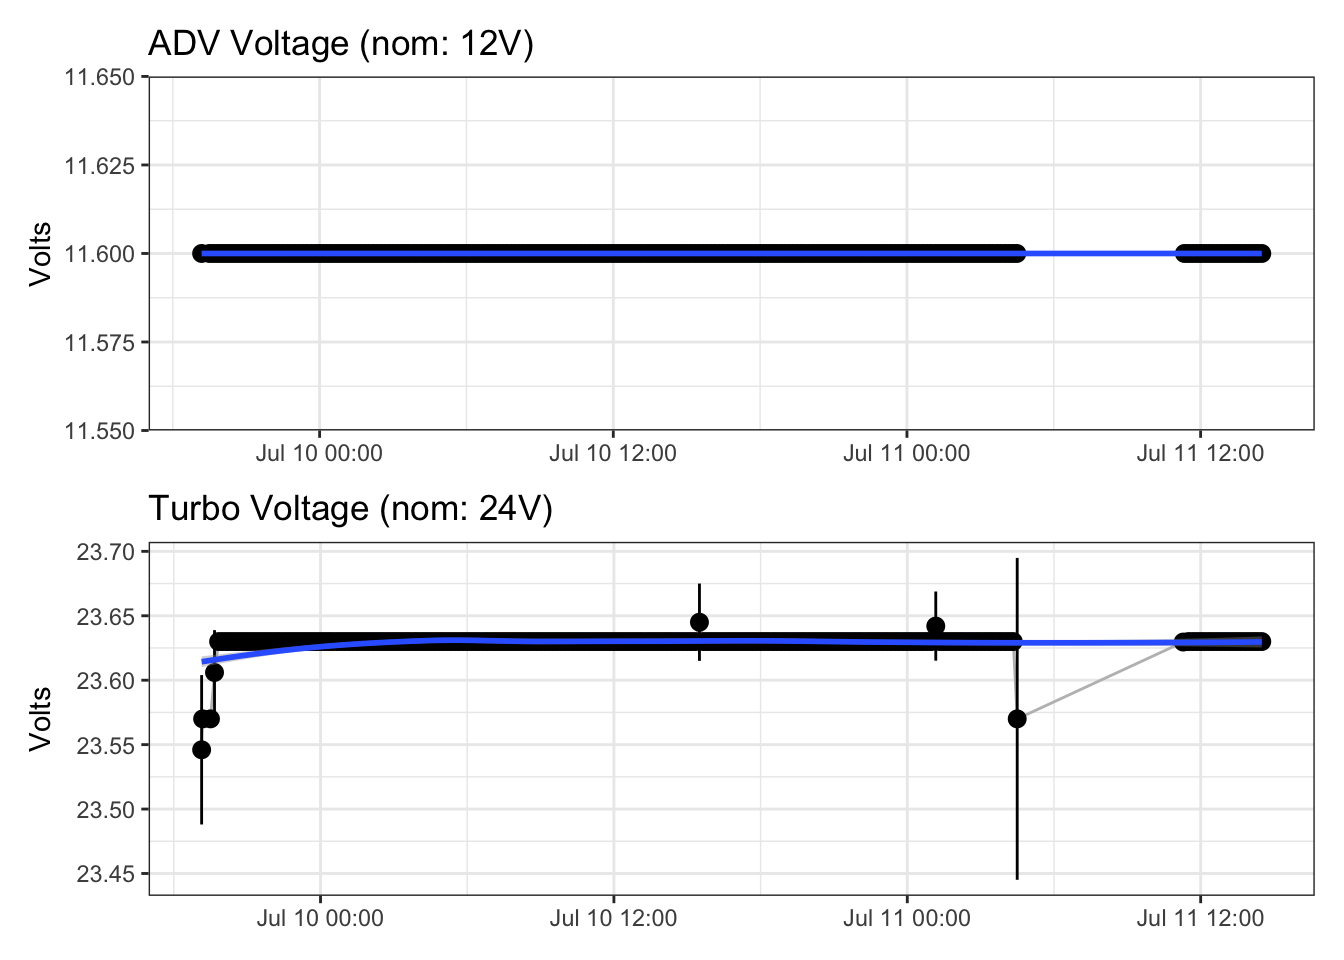 ADV Voltage (nom: 12V)
11.650
11.625
11.600
11.575
11.550
Volts
Jul 10 00:00
Jul 10 12:00
Jul 11 00:00
Jul 11 12:00
Turbo Voltage (nom: 24V)
23.70
23.65
23.60
23.55
23.50
23.45
Volts
Jul 10 00:00
Jul 10 12:00
Jul 11 00:00
Jul 11 12:00